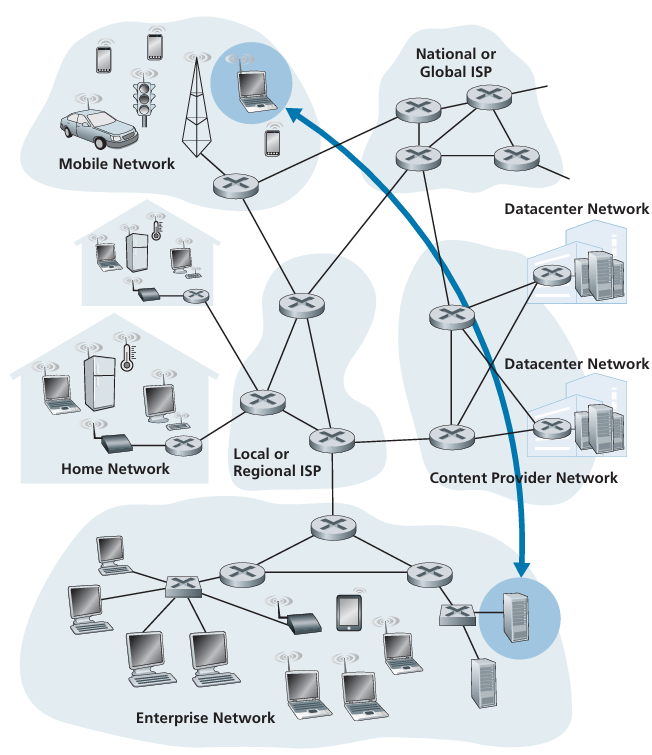 National or
Global ISP
Mobile Network
Datacenter Network
Datacenter Network
Home Network
Local or
Regional ISP
Content Provider Network
Enterprise Network